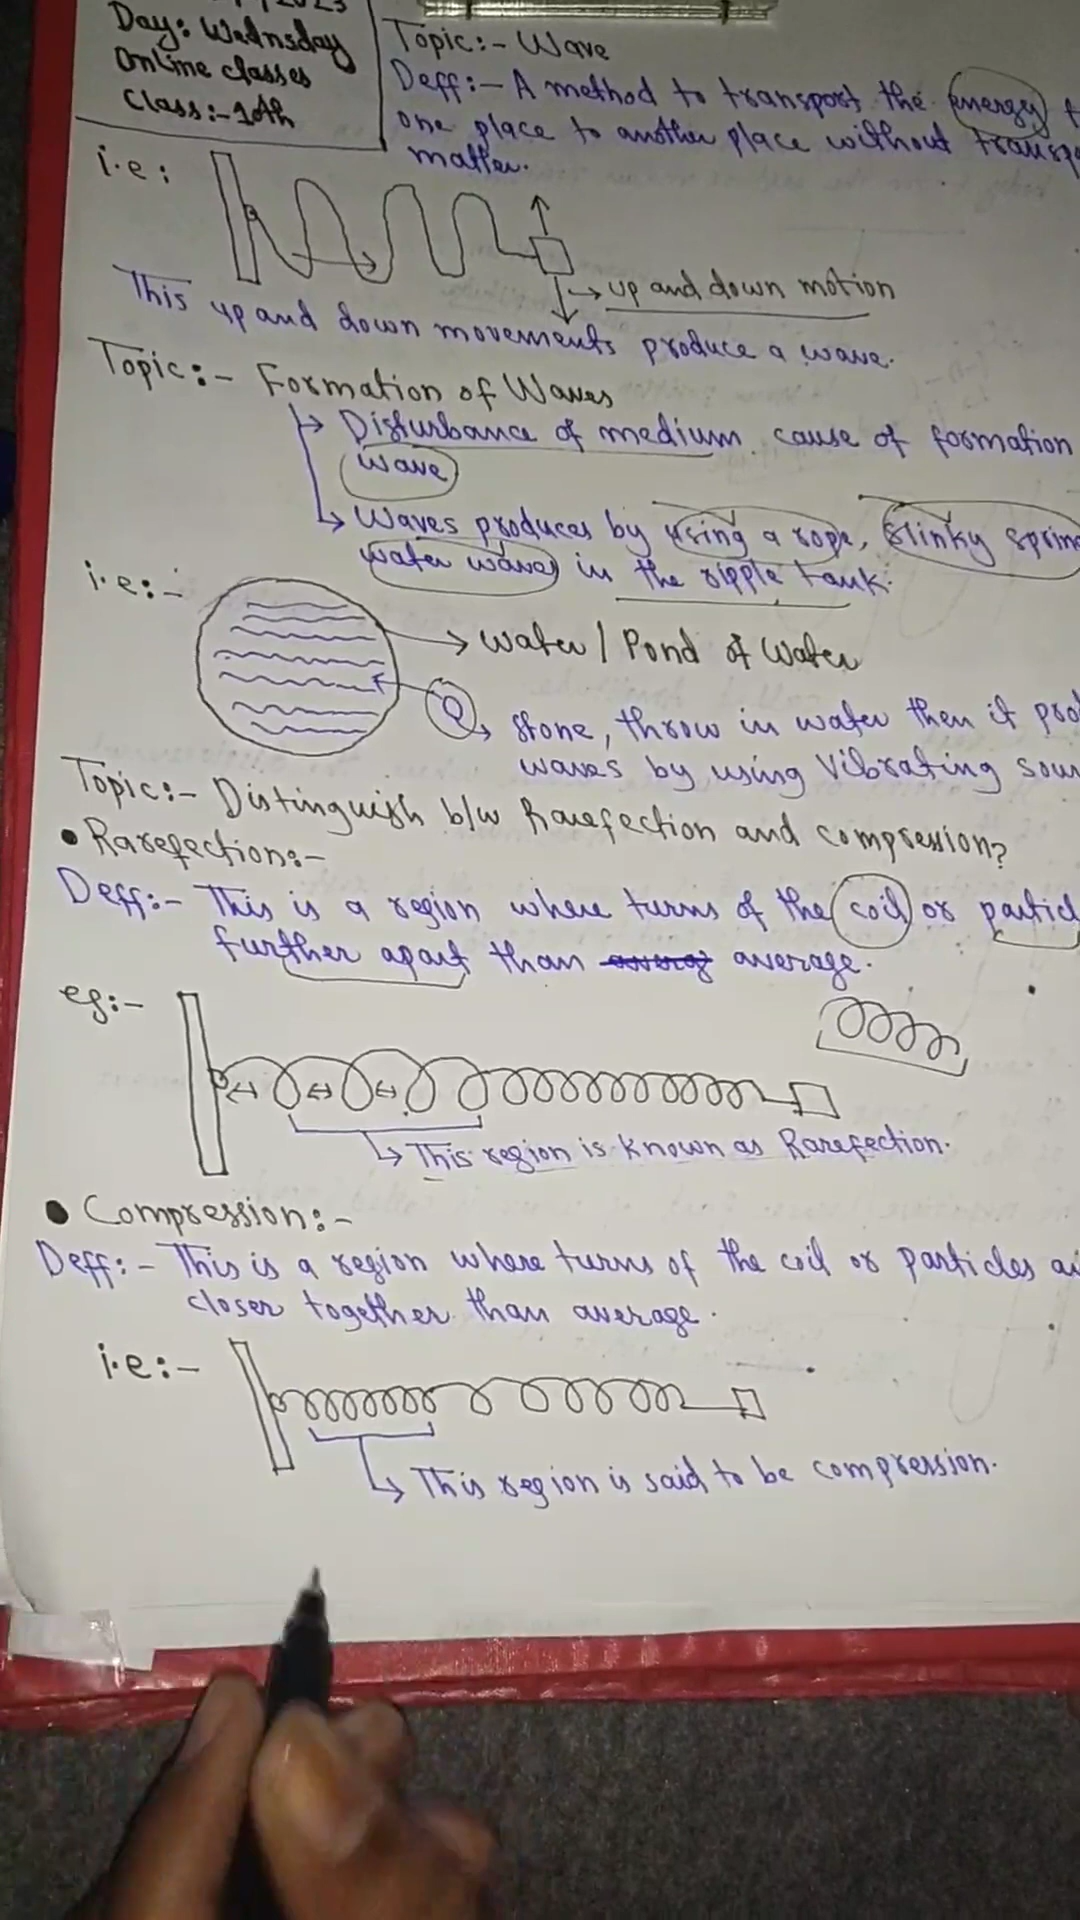 Day: Wednsday
Online classes
Class:- 10th
Topic:- Wave
Deff:- A method to transport the energy
one place to another place without
matter.
i.e:
up and down motion
This up and down movements produce a wave.
Topic:- Formation of Waves
Disturbance of medium cause of formation
wave
Waves produces by using a rope, slinky spring
water waves in the ripple tank.
i.e:-
Water / Pond of Water
Stone, throw in water then it
waves by using Vibrating
Topic:- Distinguish b/w Rarefection and compression?
• Rarefection:-
Deff:- This is a region where turns of the coil or
further apart than average.
eg:-
This region is known as Rarefection.
• Compression:-
Deff:- This is a region where turns of the coil or particles
closer together than average.
i.e:-
This region is said to be compression.